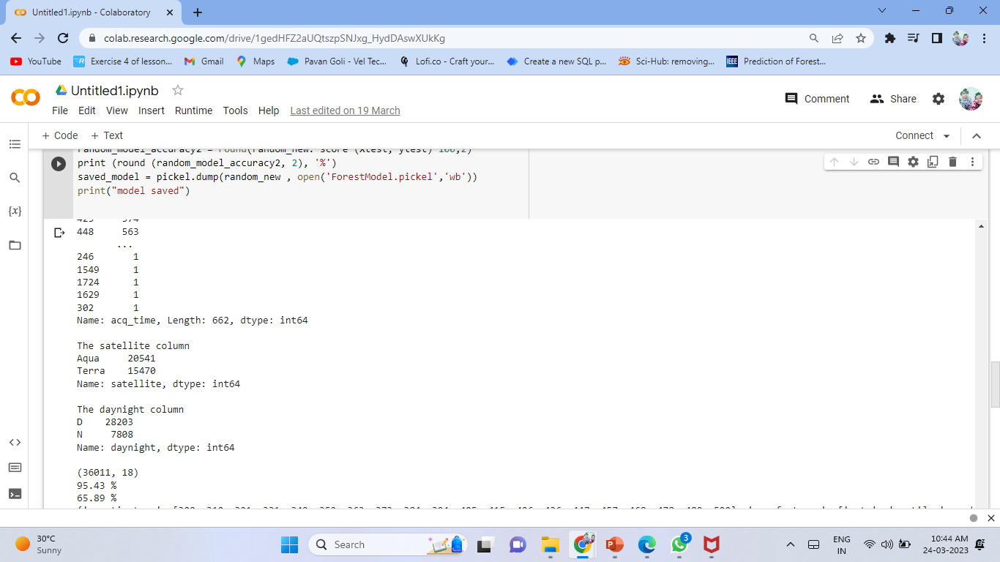 Untitled1.ipynb - Colaboratory
colab.research.google.com/drive/1gedHFZ2aUQtszpSNJxg_HydDAswXUkKg
YouTube Exercise 4 of lesson... Gmail Maps Pavan Goli - Vel Tec... Lofi.co - Craft your... Create a new SQL p... Sci-Hub: removing... IEEE Prediction of Forest...
Untitled1.ipynb
Comment Share
File Edit View Insert Runtime Tools Help Last edited on 19 March
+ Code + Text Connect
random_model_accuracy2 = round(random_new. score (xtest, ytest)
print (round (random_model_accuracy2, 2), '%')
saved_model = pickel.dump(random_new , open('ForestModel.pickel','wb'))
print("model saved")
{x}
448 563
...
246 1
1549 1
1724 1
1629 1
302 1
Name: acq_time, Length: 662, dtype: int64
The satellite column
Aqua 20541
Terra 15470
Name: satellite, dtype: int64
The daynight column
D 28203
N 7808
Name: daynight, dtype: int64
(36011, 18)
95.43 %
65.89 %
30°C
Sunny
Search
3
ENG
IN
10:44 AM
24-03-2023